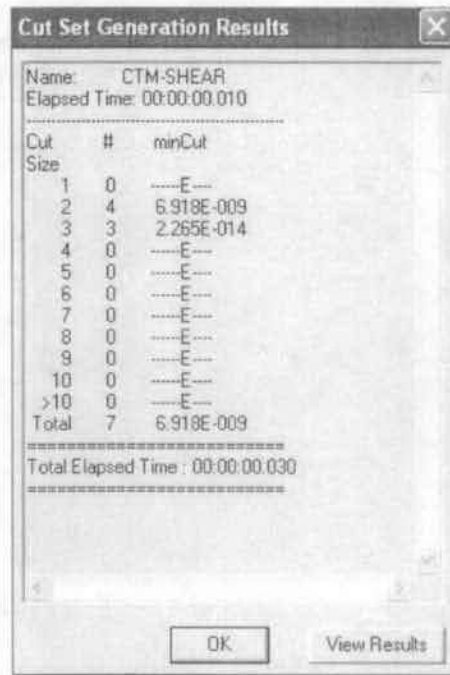 Cut Set Generation Results
Name: CTM-SHEAR
Elapsed Time: 00:00:00.010
---------------------------------------------
Cut # minCut
Size
1 0 -----E----
2 4 6.918E-009
3 3 2.265E-014
4 0 -----E----
5 0 -----E----
6 0 -----E----
7 0 -----E----
8 0 -----E----
9 0 -----E----
10 0 -----E----
>10 0 -----E----
Total 7 6.918E-009
===========================
Total Elapsed Time : 00:00:00.030
===========================
OK View Results